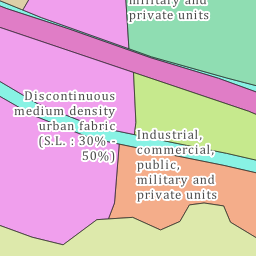 military and
private units
Discontinuous
medium density
urban fabric
(S.L. : 30% -
50%)
Industrial,
commercial,
public,
military and
private units